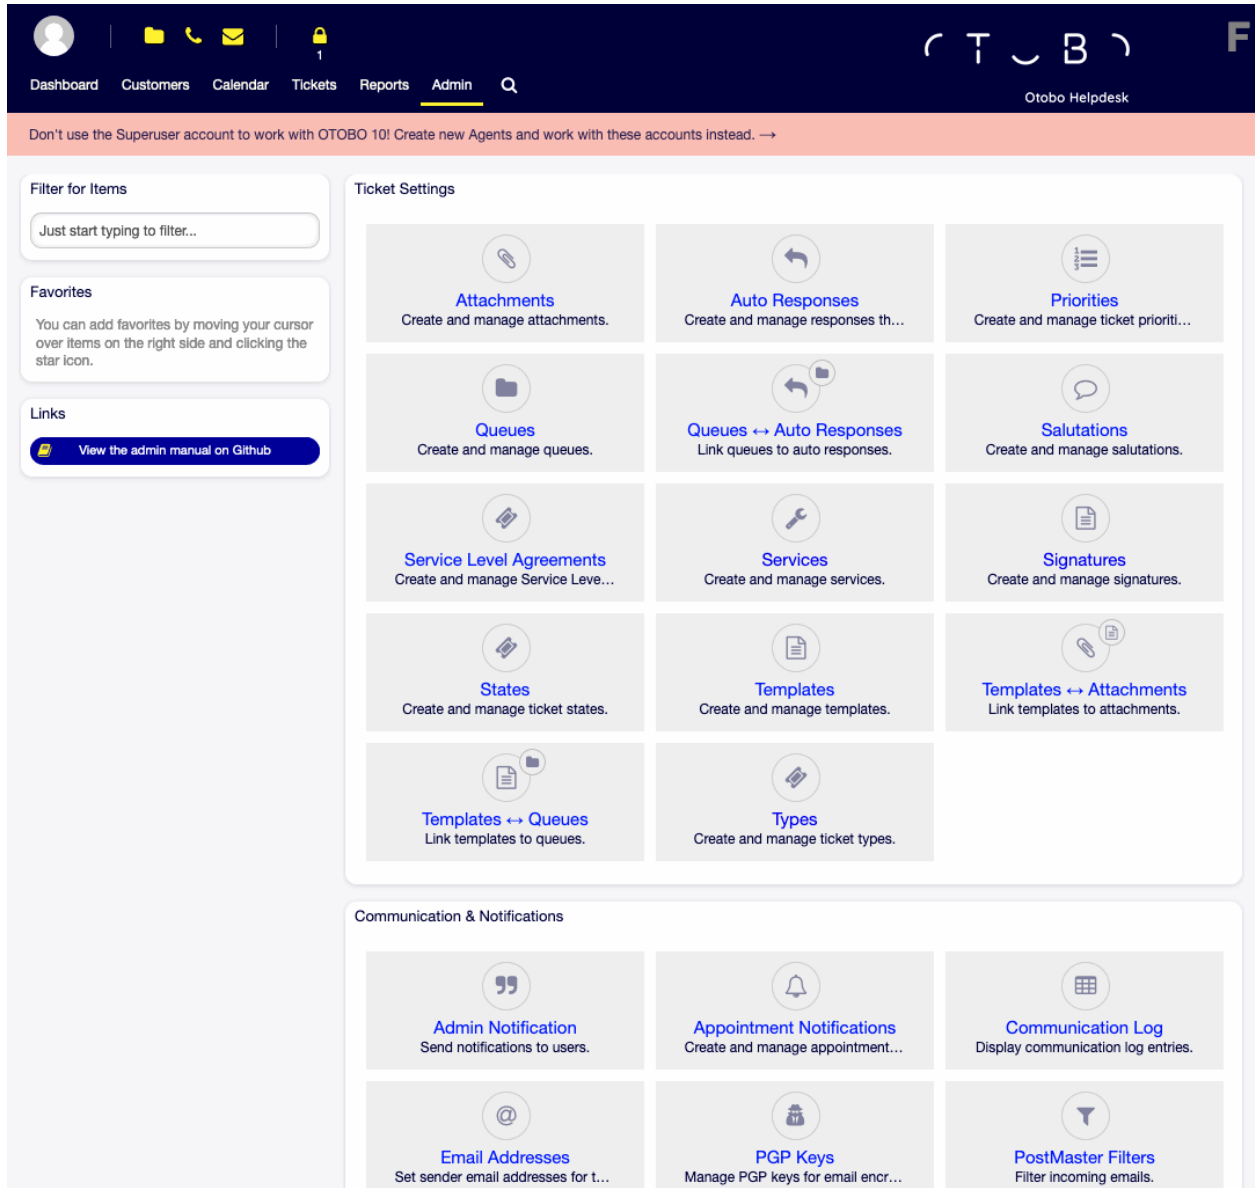 1
F
OTOBO
Dashboard Customers Calendar Tickets Reports Admin
Otobo Helpdesk
Don't use the Superuser account to work with OTOBO 10! Create new Agents and work with these accounts instead. →
Filter for Items
Just start typing to filter...
Favorites
You can add favorites by moving your cursor
over items on the right side and clicking the
star icon.
Links
View the admin manual on Github
Ticket Settings
Attachments
Create and manage attachments.
Auto Responses
Create and manage responses th...
Priorities
Create and manage ticket prioriti...
Queues
Create and manage queues.
Queues ↔ Auto Responses
Link queues to auto responses.
Salutations
Create and manage salutations.
Service Level Agreements
Create and manage Service Leve...
Services
Create and manage services.
Signatures
Create and manage signatures.
States
Create and manage ticket states.
Templates
Create and manage templates.
Templates ↔ Attachments
Link templates to attachments.
Templates ↔ Queues
Link templates to queues.
Types
Create and manage ticket types.
Communication & Notifications
Admin Notification
Send notifications to users.
Appointment Notifications
Create and manage appointment...
Communication Log
Display communication log entries.
Email Addresses
Set sender email addresses for t...
PGP Keys
Manage PGP keys for email encr...
PostMaster Filters
Filter incoming emails.